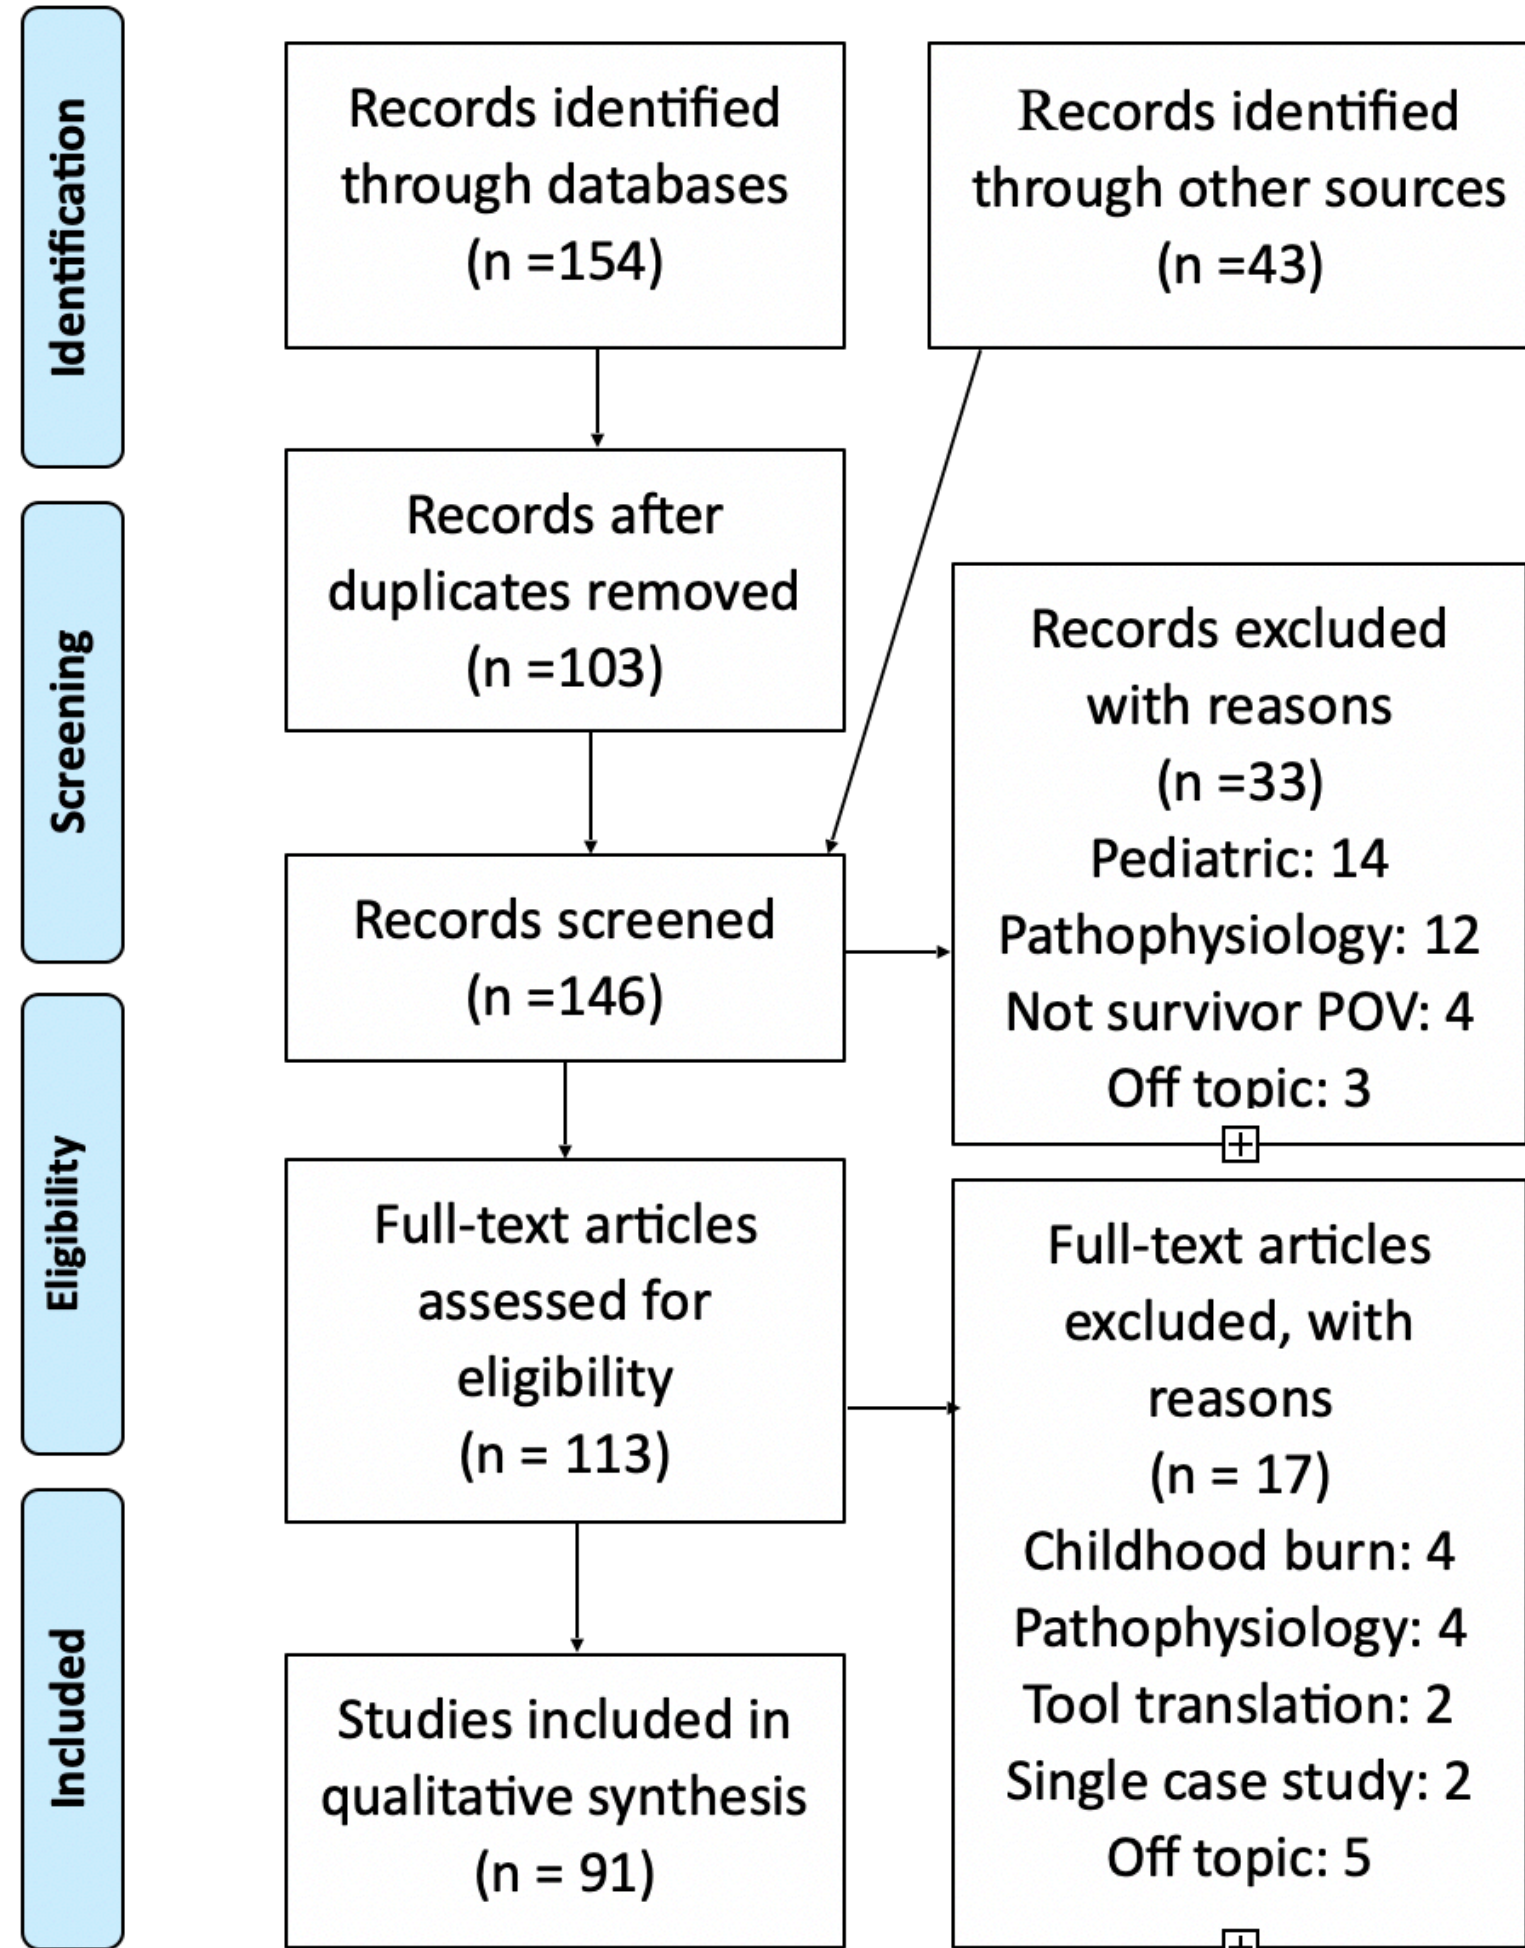 Identification
Records identified
through databases
(n =154)
Records identified
through other sources
(n =43)
Screening
Records after
duplicates removed
(n =103)
Records excluded
with reasons
(n =33)
Pediatric: 14
Pathophysiology: 12
Not survivor POV: 4
Off topic: 3
Records screened
(n =146)
Eligibility
Full-text articles
assessed for
eligibility
(n = 113)
Full-text articles
excluded, with
reasons
(n = 17)
Childhood burn: 4
Pathophysiology: 4
Tool translation: 2
Single case study: 2
Off topic: 5
Included
Studies included in
qualitative synthesis
(n = 91)